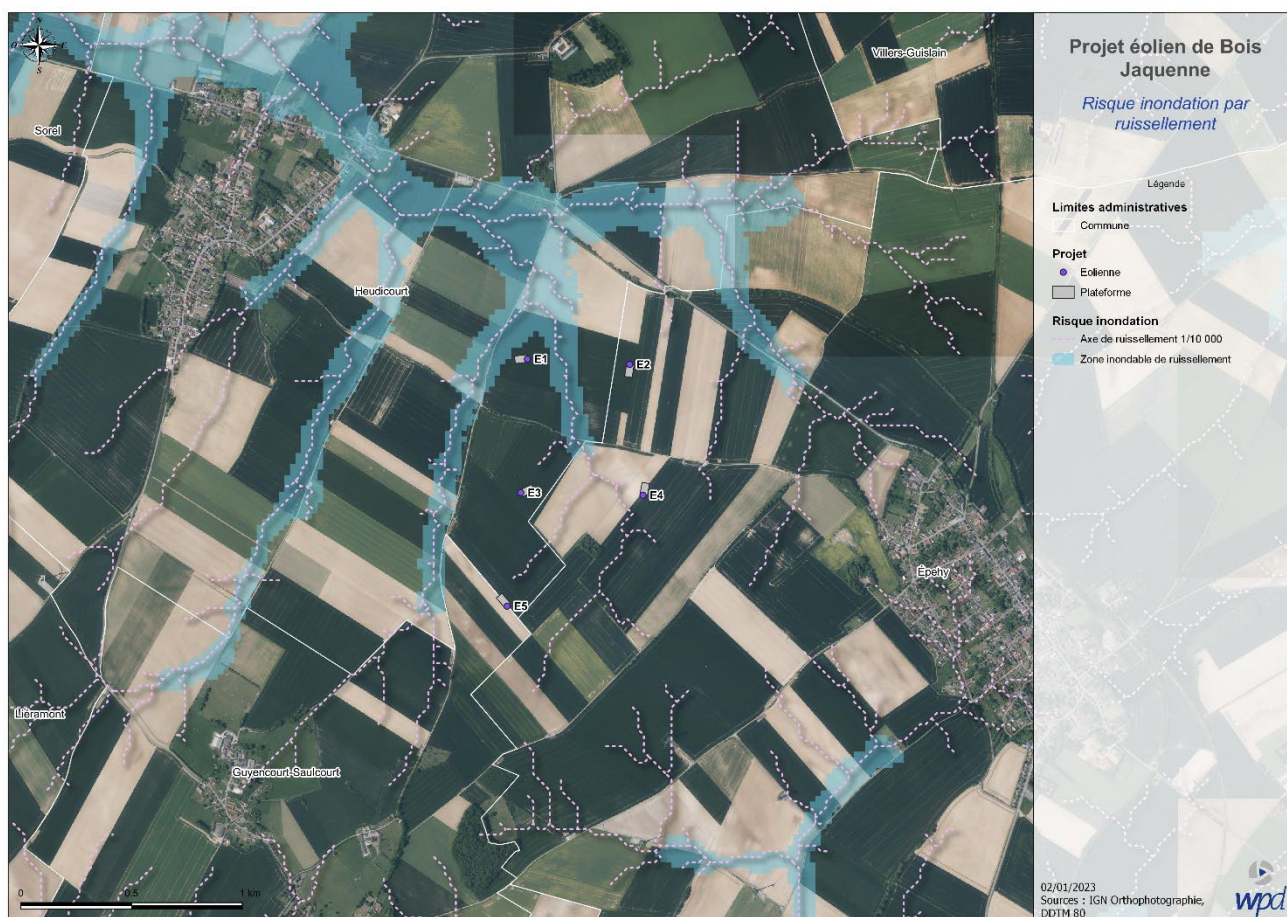 N
O
E
S
Sorel
Villers-Guislain
Heudicourt
E1
E2
E3
E4
E5
Épehy
Liéramont
Guyencourt-Saulcourt
0
0.5
1 km
Projet éolien de Bois
Jaquenne
Risque inondation par
ruissellement
Légende
Limites administratives
Commune
Projet
Eolienne
Plateforme
Risque inondation
Axe de ruissellement 1/10 000
Zone inondable de ruissellement
02/01/2023
Sources : IGN Orthophotographie,
DDTM 80
wpd